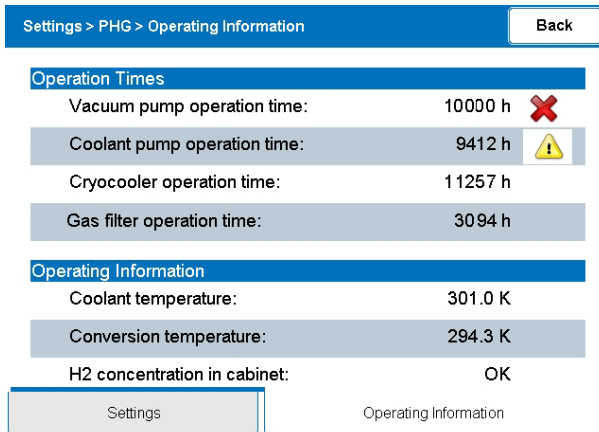 Settings > PHG > Operating Information Back
Operation Times
Vacuum pump operation time: 10000 h
Coolant pump operation time: 9412 h
Cryocooler operation time: 11257 h
Gas filter operation time: 3094 h
Operating Information
Coolant temperature: 301.0 K
Conversion temperature: 294.3 K
H2 concentration in cabinet: OK
Settings Operating Information